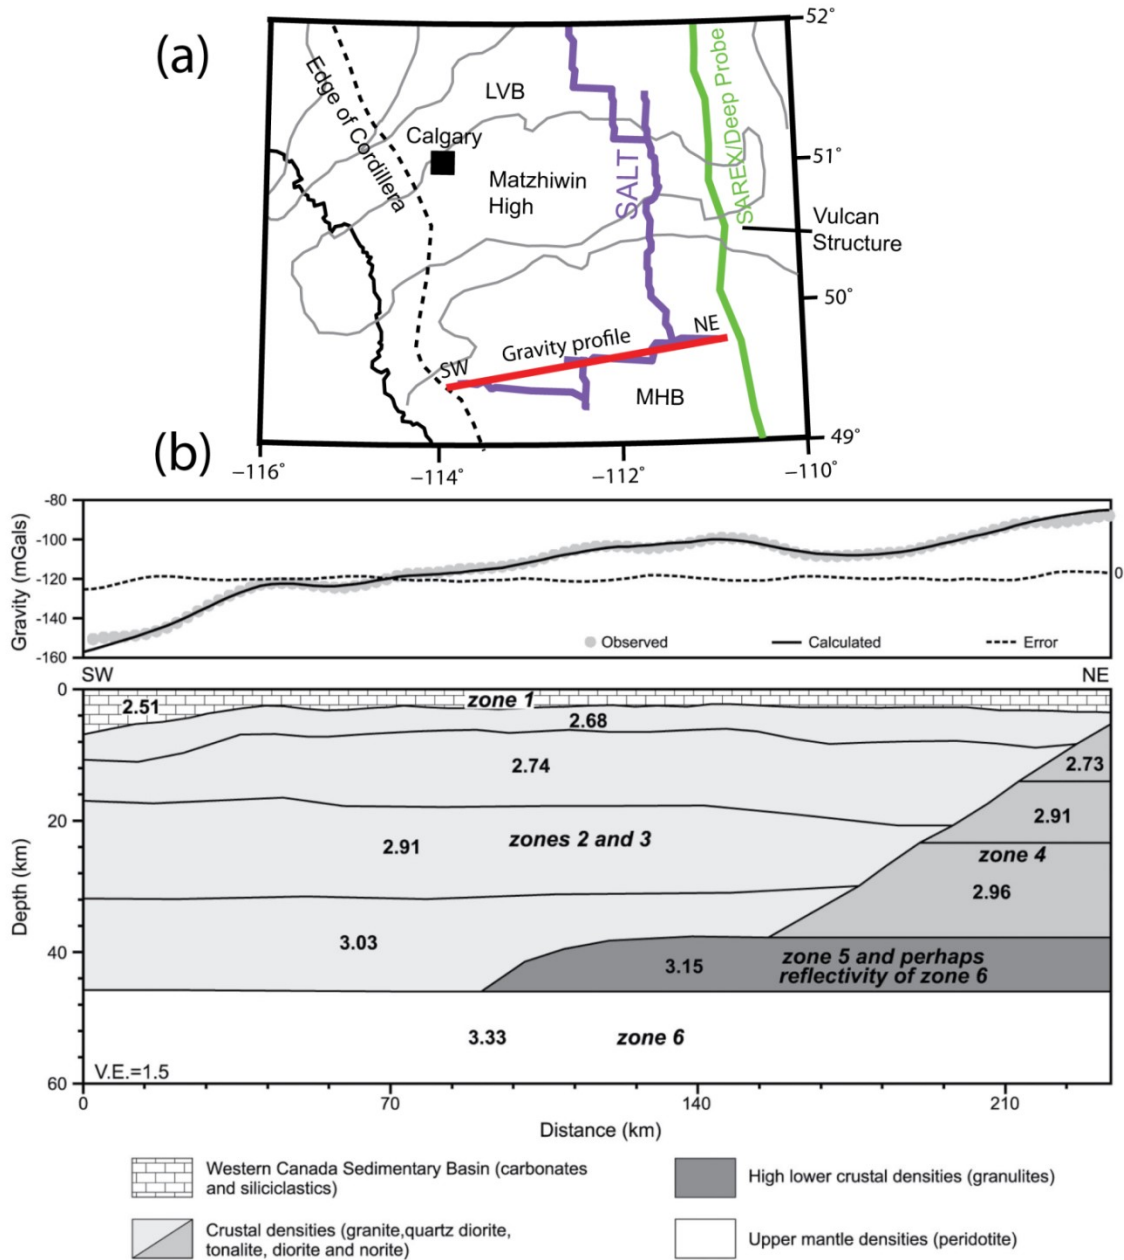 (a)
52°
Edge of Cordillera
LVB
SAREX/Deep Probe
Calgary
51°
SALT
Matzhiwin
High
Vulcan
Structure
50°
NE
Gravity profile
SW
MHB
49°
−116°
−114°
−112°
−110°
(b)
Gravity (mGals)
-80
-100
-120
-140
-160
0
Observed
Calculated
Error
SW
NE
Depth (km)
0
20
40
60
zone 1
2.51
2.68
2.74
2.73
2.91
zones 2 and 3
2.91
zone 4
2.96
3.03
3.15
zone 5 and perhaps
reflectivity of zone 6
3.33
zone 6
V.E.=1.5
0
70
140
210
Distance (km)
Western Canada Sedimentary Basin (carbonates
and siliciclastics)
High lower crustal densities (granulites)
Crustal densities (granite,quartz diorite,
tonalite, diorite and norite)
Upper mantle densities (peridotite)